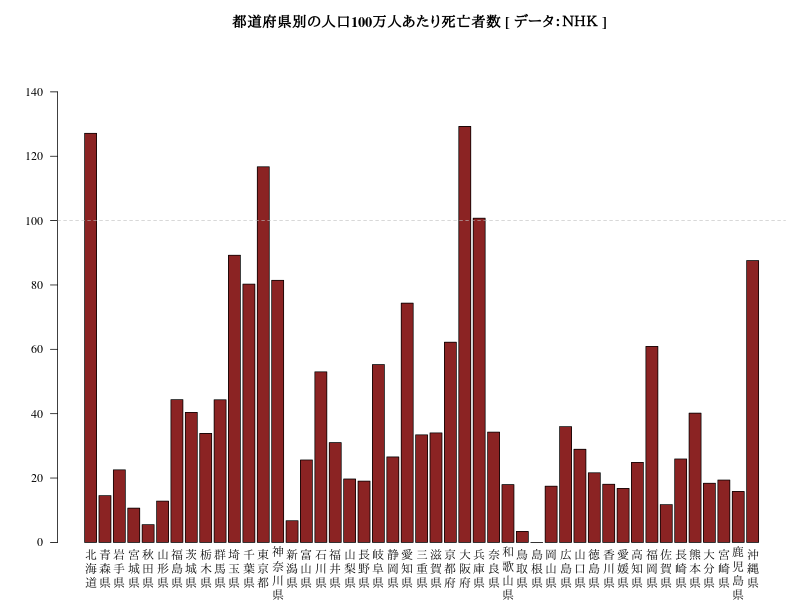 都道府県別の人口100万人あたり死亡者数 [ データ：NHK ]
140
120
100
80
60
40
20
0
北海道
青森県
岩手県
宮城県
秋田県
山形県
福島県
茨城県
栃木県
群馬県
埼玉県
千葉県
東京都
神奈川県
新潟県
富山県
石川県
福井県
山梨県
長野県
岐阜県
静岡県
愛知県
三重県
滋賀県
京都府
大阪府
兵庫県
奈良県
和歌山県
鳥取県
島根県
岡山県
広島県
山口県
徳島県
香川県
愛媛県
高知県
福岡県
佐賀県
長崎県
熊本県
大分県
宮崎県
鹿児島県
沖縄県